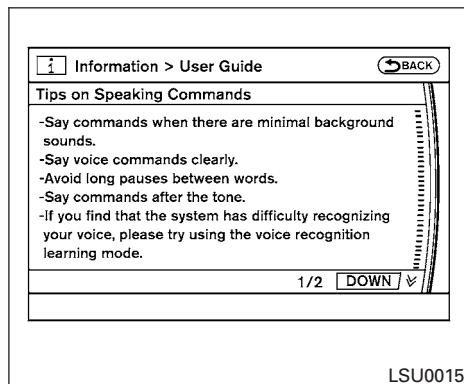 i Information > User Guide BACK
Tips on Speaking Commands
-Say commands when there are minimal background
sounds.
-Say voice commands clearly.
-Avoid long pauses between words.
-Say commands after the tone.
-If you find that the system has difficulty recognizing
your voice, please try using the voice recognition
learning mode.
1/2 DOWN
LSU0015